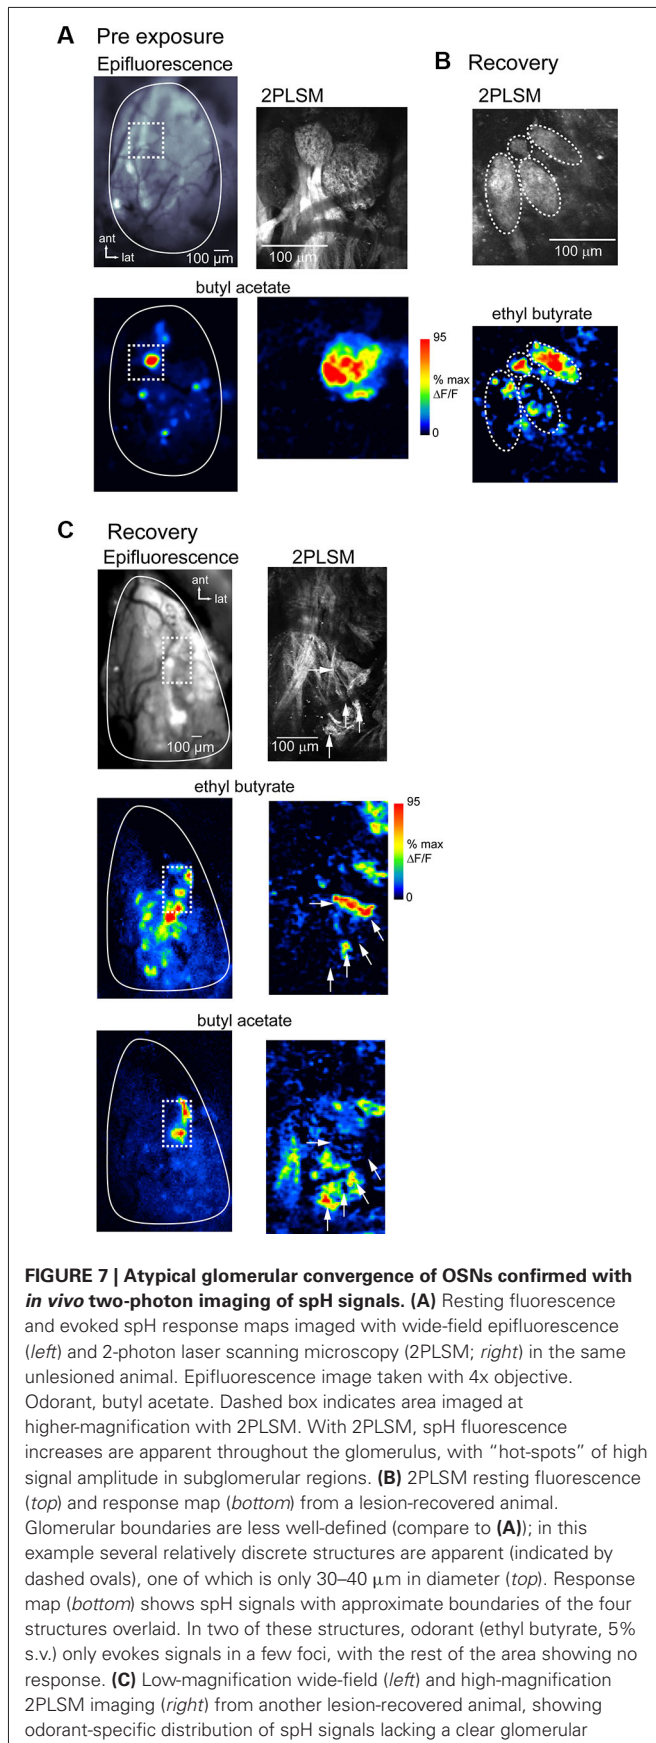 A Pre exposure
Epifluorescence
2PLSM
B Recovery
2PLSM
ant
lat
100 μm
100 μm
100 μm
butyl acetate
ethyl butyrate
95
% max
ΔF/F
0
C Recovery
Epifluorescence
2PLSM
ant
lat
100 μm
100 μm
ethyl butyrate
95
% max
ΔF/F
0
butyl acetate
FIGURE 7 | Atypical glomerular convergence of OSNs confirmed with
in vivo two-photon imaging of spH signals. (A) Resting fluorescence
and evoked spH response maps imaged with wide-field epifluorescence
(left) and 2-photon laser scanning microscopy (2PLSM; right) in the same
unlesioned animal. Epifluorescence image taken with 4x objective.
Odorant, butyl acetate. Dashed box indicates area imaged at
higher-magnification with 2PLSM. With 2PLSM, spH fluorescence
increases are apparent throughout the glomerulus, with “hot-spots” of high
signal amplitude in subglomerular regions. (B) 2PLSM resting fluorescence
(top) and response map (bottom) from a lesion-recovered animal.
Glomerular boundaries are less well-defined (compare to (A)); in this
example several relatively discrete structures are apparent (indicated by
dashed ovals), one of which is only 30–40 μm in diameter (top). Response
map (bottom) shows spH signals with approximate boundaries of the four
structures overlaid. In two of these structures, odorant (ethyl butyrate, 5%
s.v.) only evokes signals in a few foci, with the rest of the area showing no
response. (C) Low-magnification wide-field (left) and high-magnification
2PLSM imaging (right) from another lesion-recovered animal, showing
odorant-specific distribution of spH signals lacking a clear glomerular